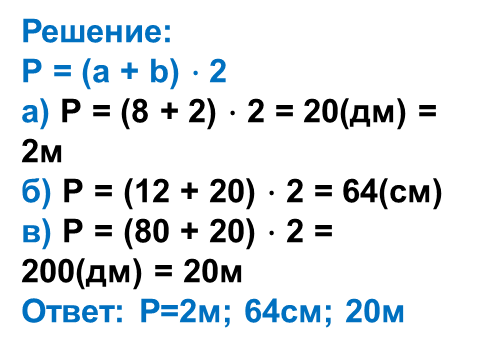 Решение:
P = (a + b) · 2
а) P = (8 + 2) · 2 = 20(дм) =
2м
б) P = (12 + 20) · 2 = 64(см)
в) P = (80 + 20) · 2 =
200(дм) = 20м
Ответ: P=2м; 64см; 20м